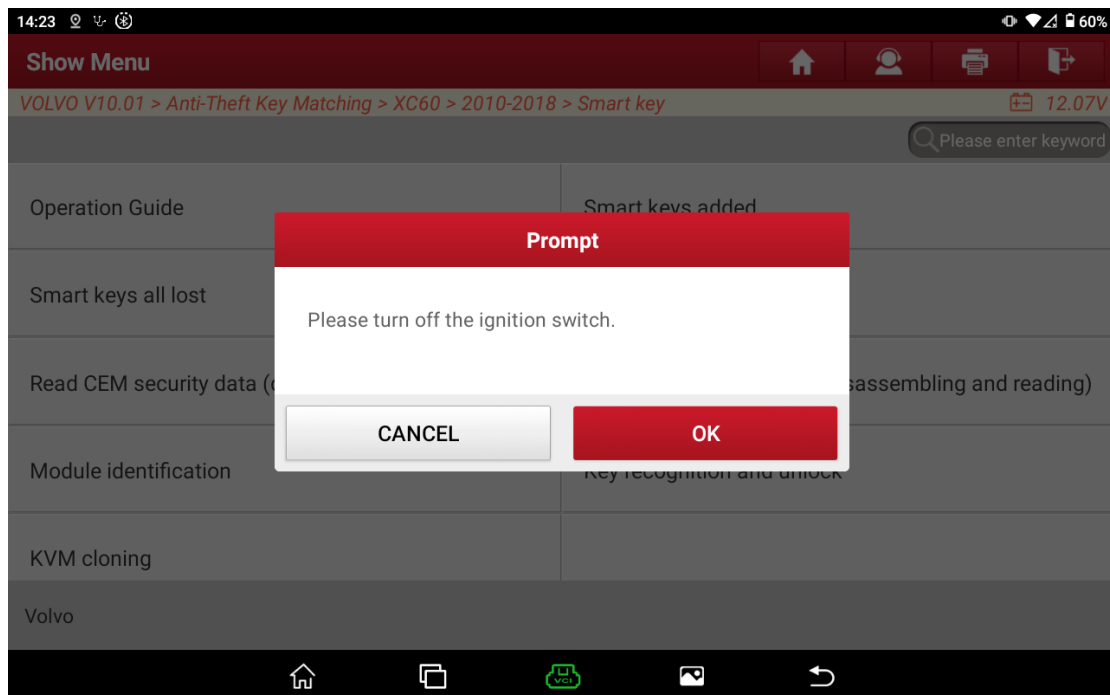 14:23
60%
Show Menu
VOLVO V10.01 > Anti-Theft Key Matching > XC60 > 2010-2018 > Smart key
12.07V
Please enter keyword
Operation Guide
Smart keys added
Prompt
Smart keys all lost
Please turn off the ignition switch.
Read CEM security data (
and reading)
CANCEL
OK
Module identification
Key recognition and unlock
KVM cloning
Volvo
VCI